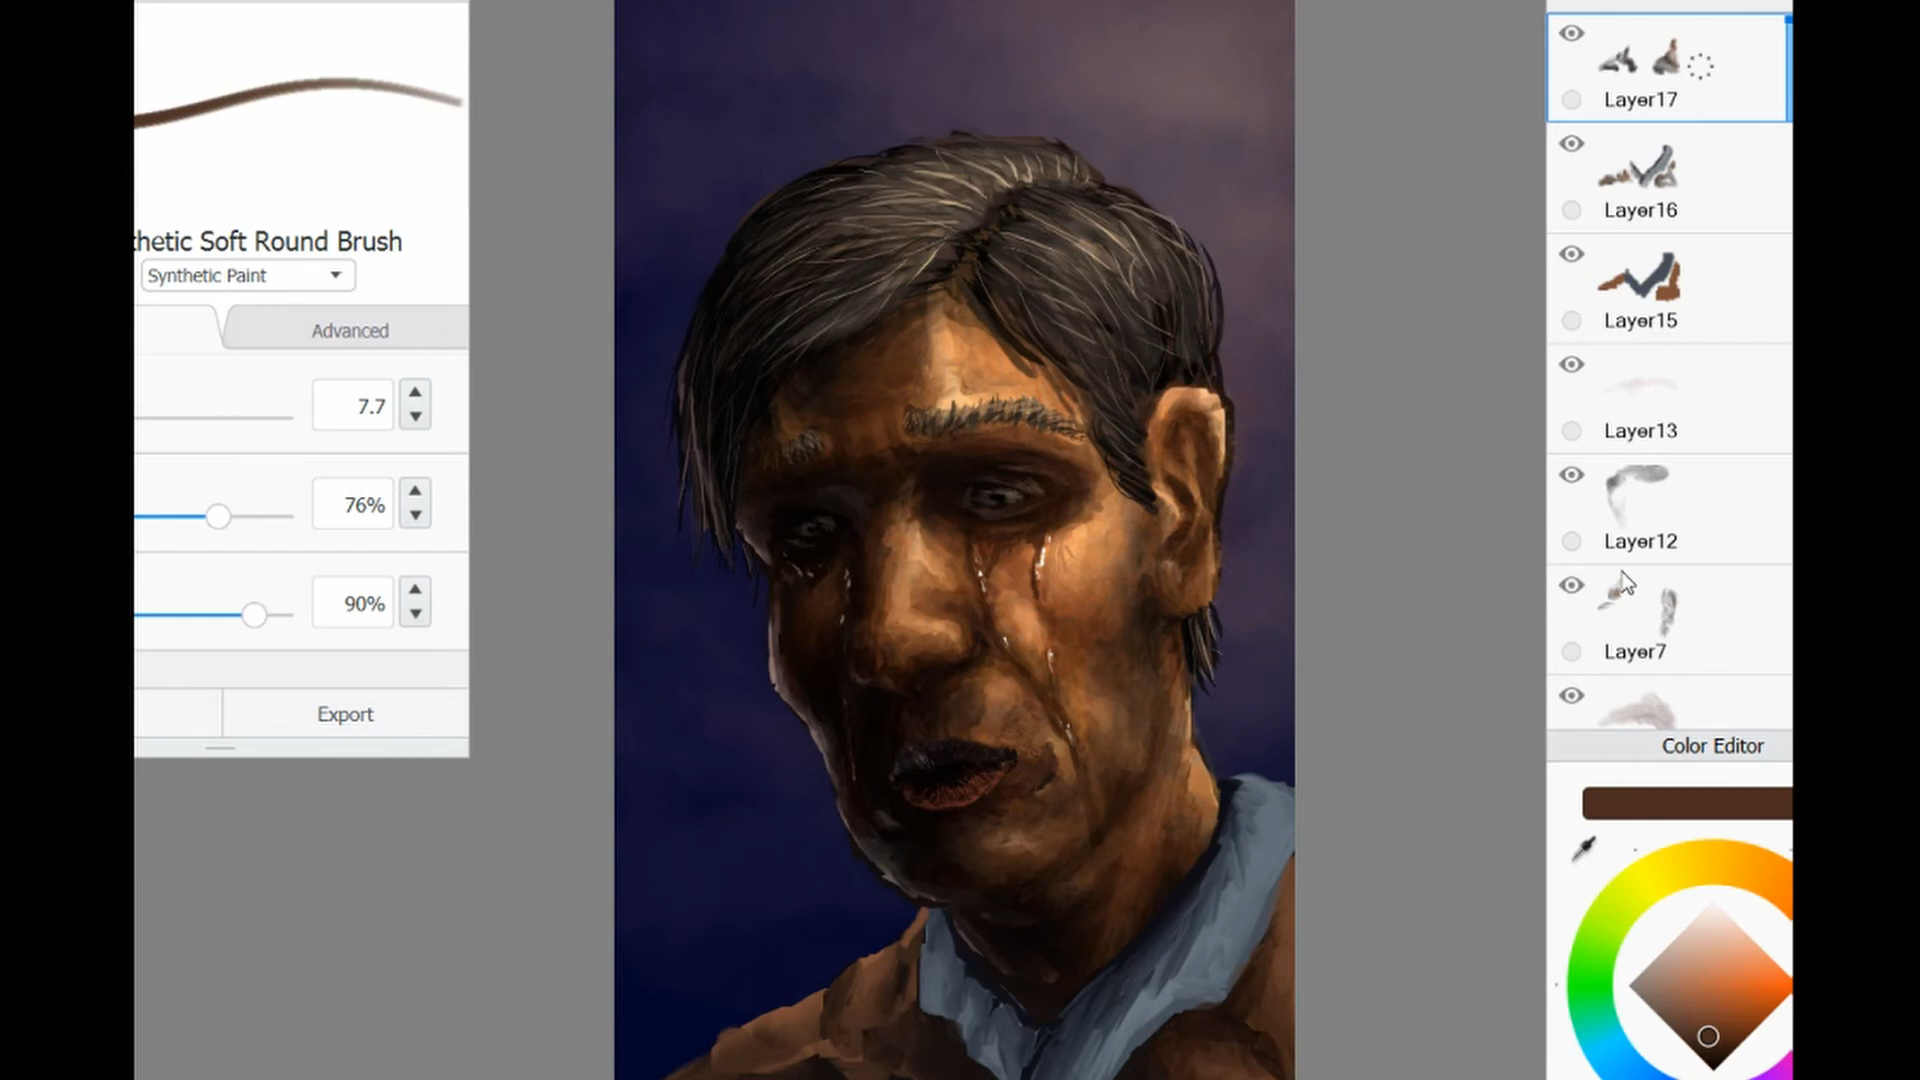 thetic Soft Round Brush
Synthetic Paint
Advanced
7.7
76%
90%
Export
Layer17
Layer16
Layer15
Layer13
Layer12
Layer7
Color Editor